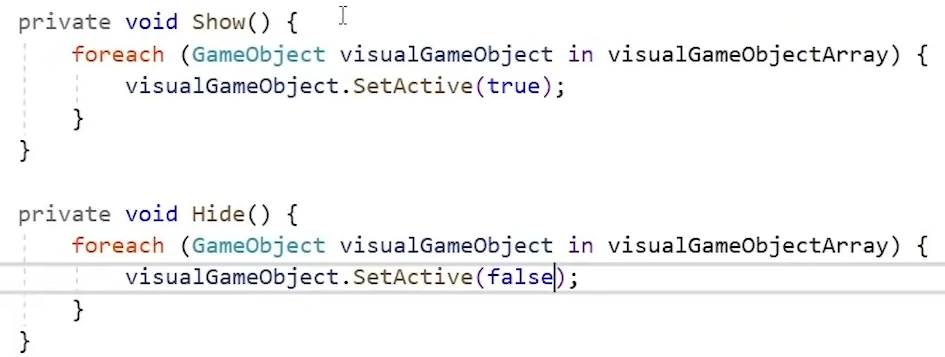 private void Show() {
    foreach (GameObject visualGameObject in visualGameObjectArray) {
        visualGameObject.SetActive(true);
    }
}

private void Hide() {
    foreach (GameObject visualGameObject in visualGameObjectArray) {
        visualGameObject.SetActive(false);
    }
}